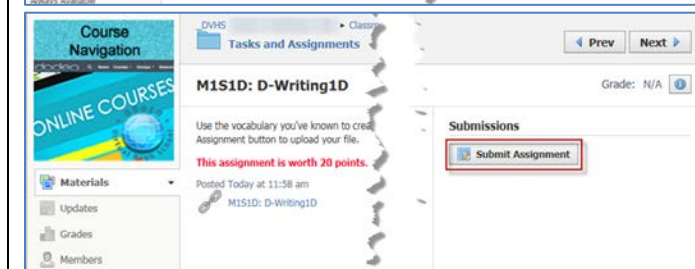 Always Available
Course
Navigation
dodea
ONLINE COURSES
Materials
Updates
Grades
Members
DVHS
Tasks and Assignments
Prev
Next
M1S1D: D-Writing1D
Grade: N/A
Use the vocabulary you've known to
Assignment button to upload your file.
This assignment is worth 20 points.
Posted Today at 11:58 am
M1S1D: D-Writing1D
Submissions
Submit Assignment